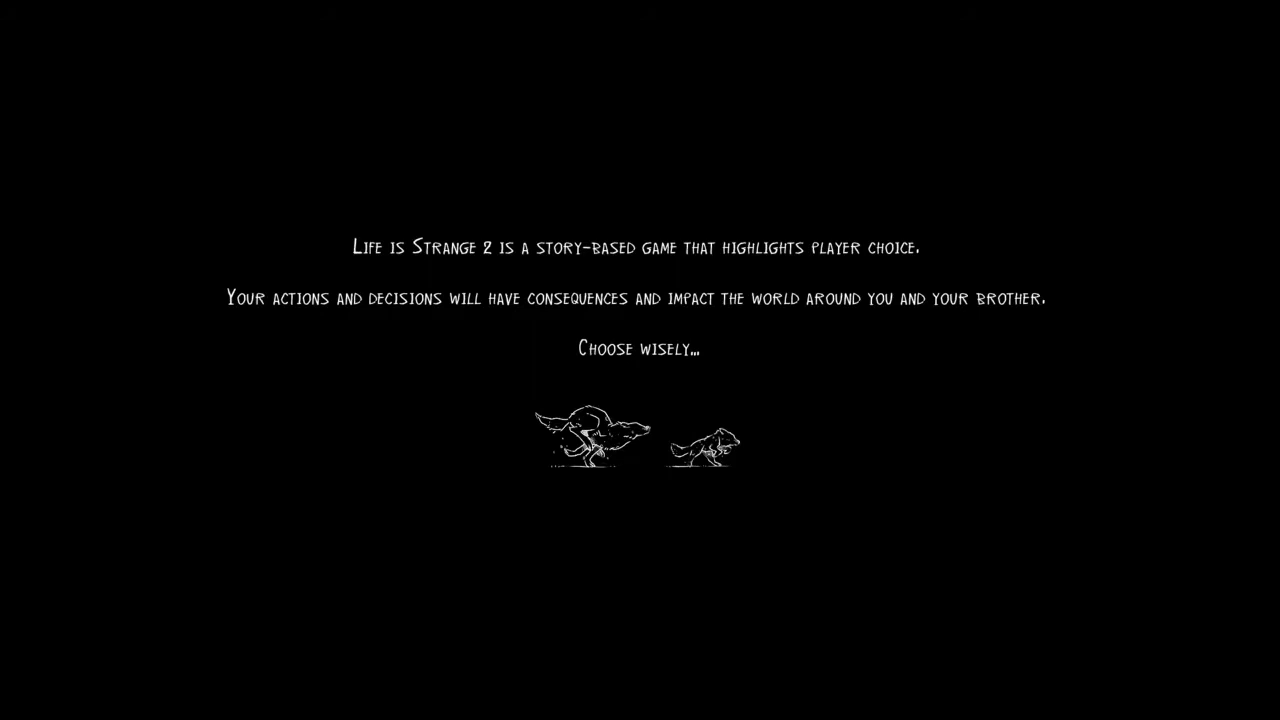 Life is Strange 2 is a story-based game that highlights player choice.
Your actions and decisions will have consequences and impact the world around you and your brother.
Choose wisely...